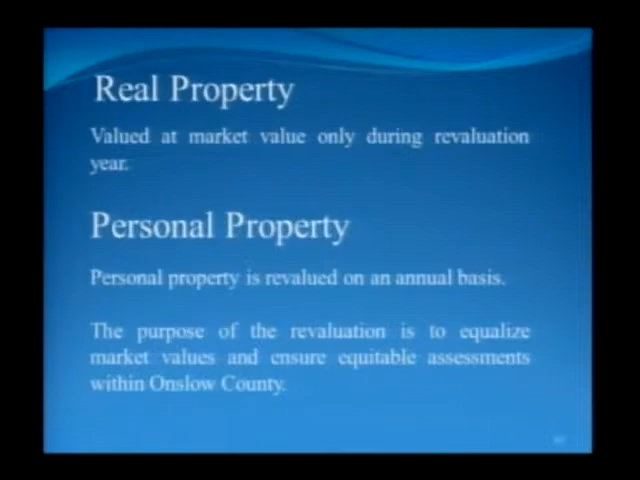 Real Property
Valued at market value only during revaluation
year.
Personal Property
Personal property is revalued on an annual basis.
The purpose of the revaluation is to equalize
market values and ensure equitable assessments
within Onslow County.